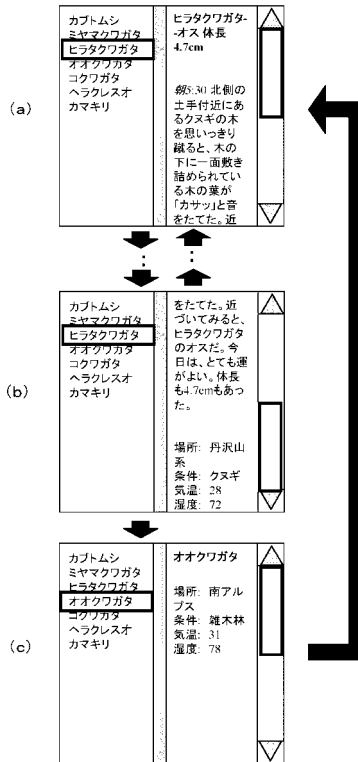 (a)
カブトムシ
ミヤマクワガタ
ヒラタクワガタ
オオクワガタ
コクワガタ
ヘラクレスオ
カマキリ
ヒラタクワガタ-
-オス 体長
4.7cm
朝5:30 北側の
土手付近にあ
るクヌギの木
を思いっきり
蹴ると、木の
下に一面敷き
詰められてい
る木の葉が
「カサッ」と音
をたてた。近
(b)
カブトムシ
ミヤマクワガタ
ヒラタクワガタ
オオクワガタ
コクワガタ
ヘラクレスオ
カマキリ
をたてた。近
づいてみると、
ヒラタクワガタ
のオスだ。今
日は、とても運
がよい。体長
も4.7cmもあっ
た。
場所: 丹沢山
系
条件: クヌギ
気温: 28
湿度: 72
(c)
カブトムシ
ミヤマクワガタ
ヒラタクワガタ
オオクワガタ
コクワガタ
ヘラクレスオ
カマキリ
オオクワガタ
場所: 南アル
プス
条件: 雑木林
気温: 31
湿度: 78